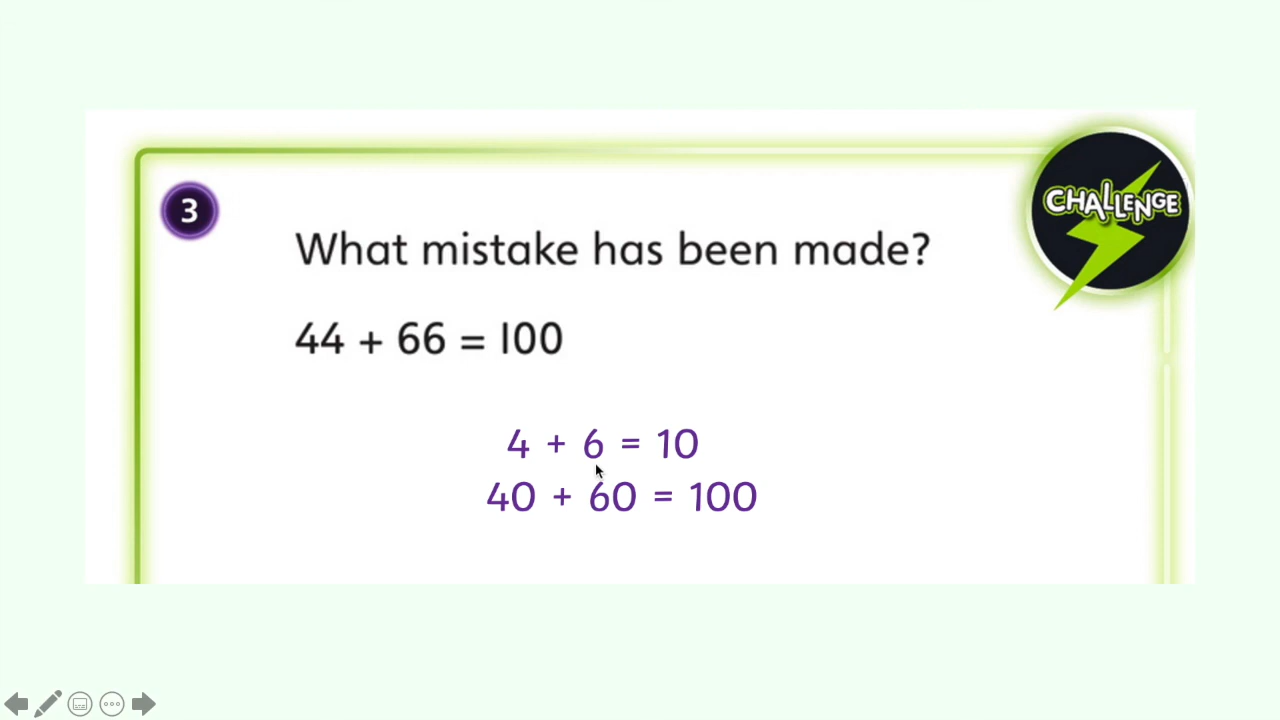 3
What mistake has been made?
CHALLENGE
44 + 66 = 100
4 + 6 = 10
40 + 60 = 100